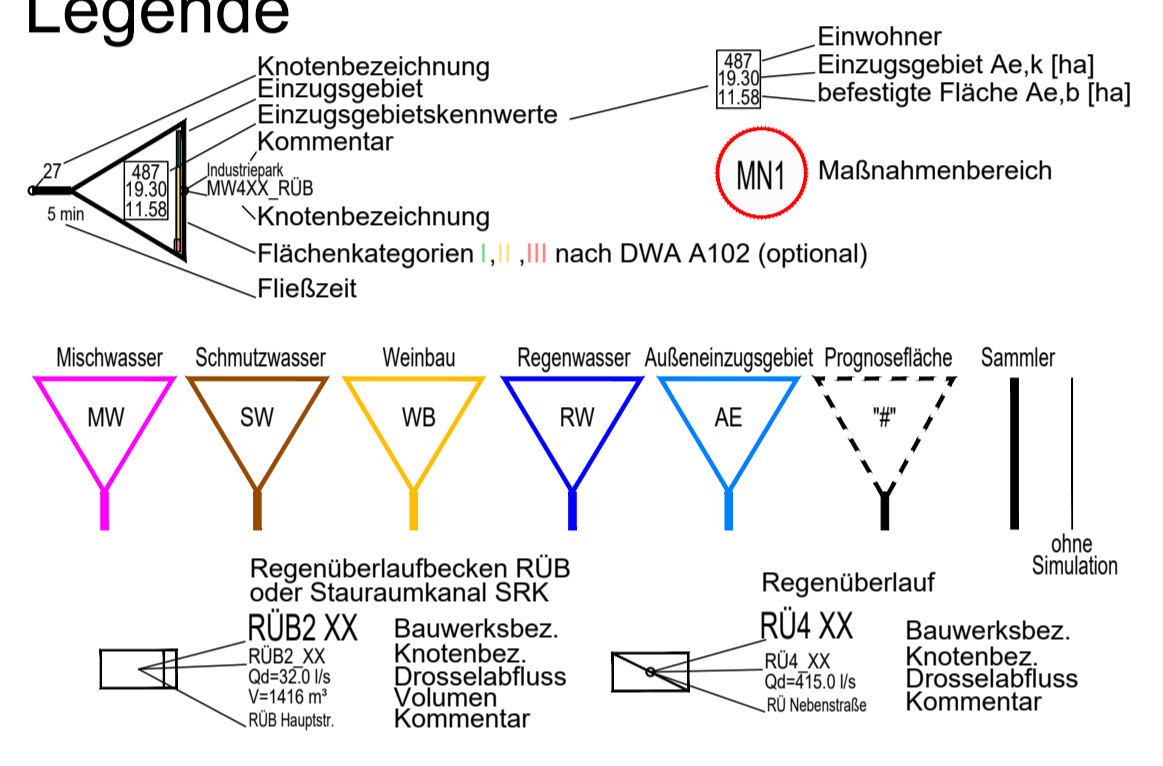 Legende
Knotenbezeichnung
Einzugsgebiet
Einzugsgebietskennwerte
Kommentar
27
487
19.30
11.58
Industriepark
MW4XX_RÜB
5 min
Knotenbezeichnung
Flächenkategorien I,II ,III nach DWA A102 (optional)
Fließzeit
487
19.30
11.58
Einwohner
Einzugsgebiet Ae,k [ha]
befestigte Fläche Ae,b [ha]
MN1
Maßnahmenbereich
Mischwasser Schmutzwasser Weinbau Regenwasser Außeneinzugsgebiet Prognosefläche Sammler
MW SW WB RW AE "#"
ohne
Simulation
Regenüberlaufbecken RÜB
oder Stauraumkanal SRK
RÜB2 XX Bauwerksbez.
RÜB2_XX Knotenbez.
Qd=32.0 l/s Drosselabfluss
V=1416 m³ Volumen
RÜB Hauptstr. Kommentar
Regenüberlauf
RÜ4 XX Bauwerksbez.
RÜ4_XX Knotenbez.
Qd=415.0 l/s Drosselabfluss
RÜ Nebenstraße Kommentar